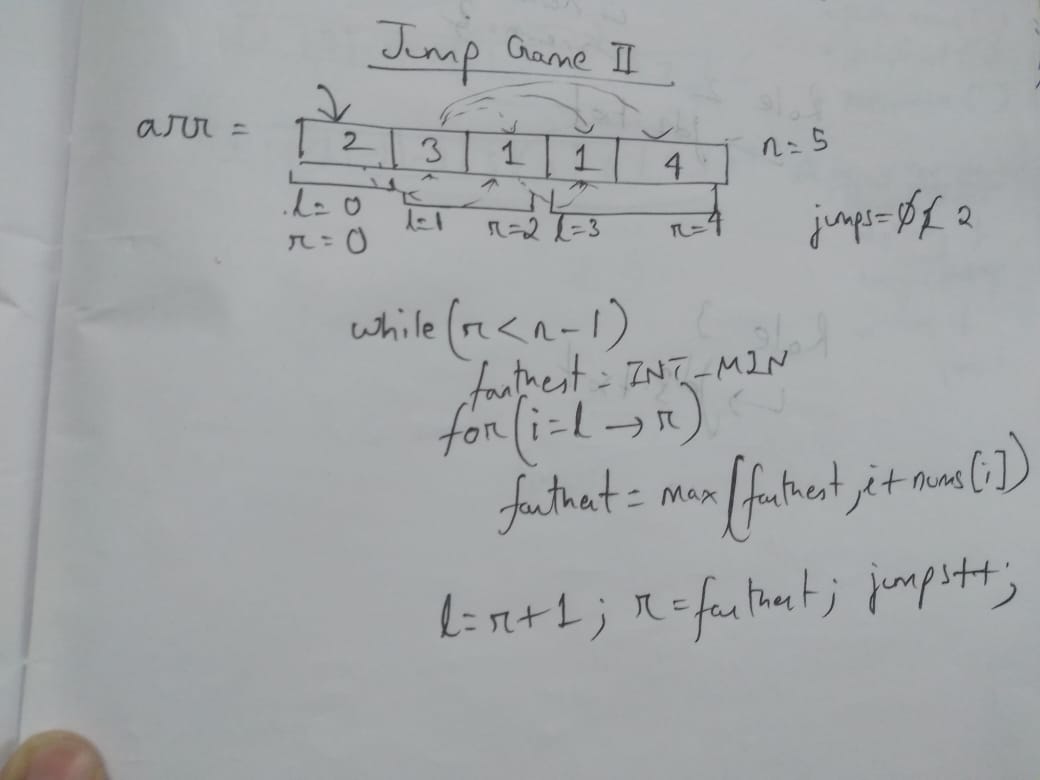 Jump Game II
arr = 2 3 1 1 4 n = 5
l = 0 l=1 r=2 l=3 r=4
r = 0
jumps = 0 1 2
while (r < n - 1)
farthest = INT_MIN
for (i = l → r)
farthest = max (farthest, i + nums[i])
l = r + 1 ; r = farthest ; jumps++ ;